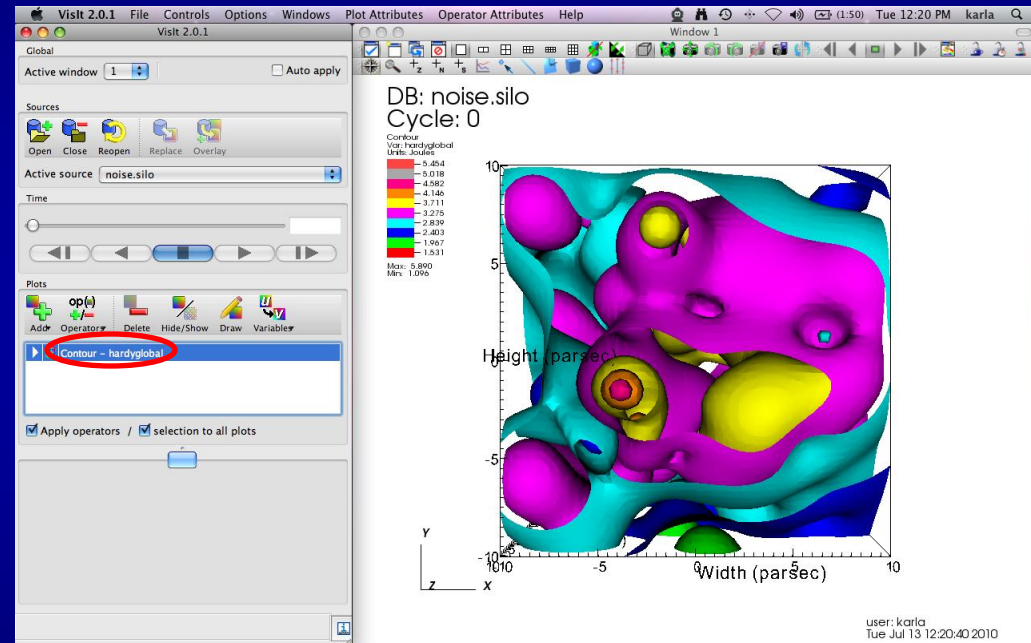 VisIt 2.0.1 File Controls Options Windows Plot Attributes Operator Attributes Help (1:50) Tue 12:20 PM karla
VisIt 2.0.1
Global
Active window 1 Auto apply
Sources
Open Close Reopen Replace Overlay
Active source noise.silo
Time
Plots
op(u)
+/-
Add Operators Delete Hide/Show Draw Variables
Contour - hardyglobal
Apply operators / selection to all plots
Window 1
+z +N +s
DB: noise.silo
Cycle: 0
Contour
Var: hardyglobal
Units: Joules
5.454
5.018
4.582
4.146
3.711
3.275
2.839
2.403
1.967
1.531
Max: 5.890
Min: 1.096
10
5
Height (parsec)
0
-5
-10
-10
-5
0
5
10
Width (parsec)
Y
Z X
user: karla
Tue Jul 13 12:20:40 2010